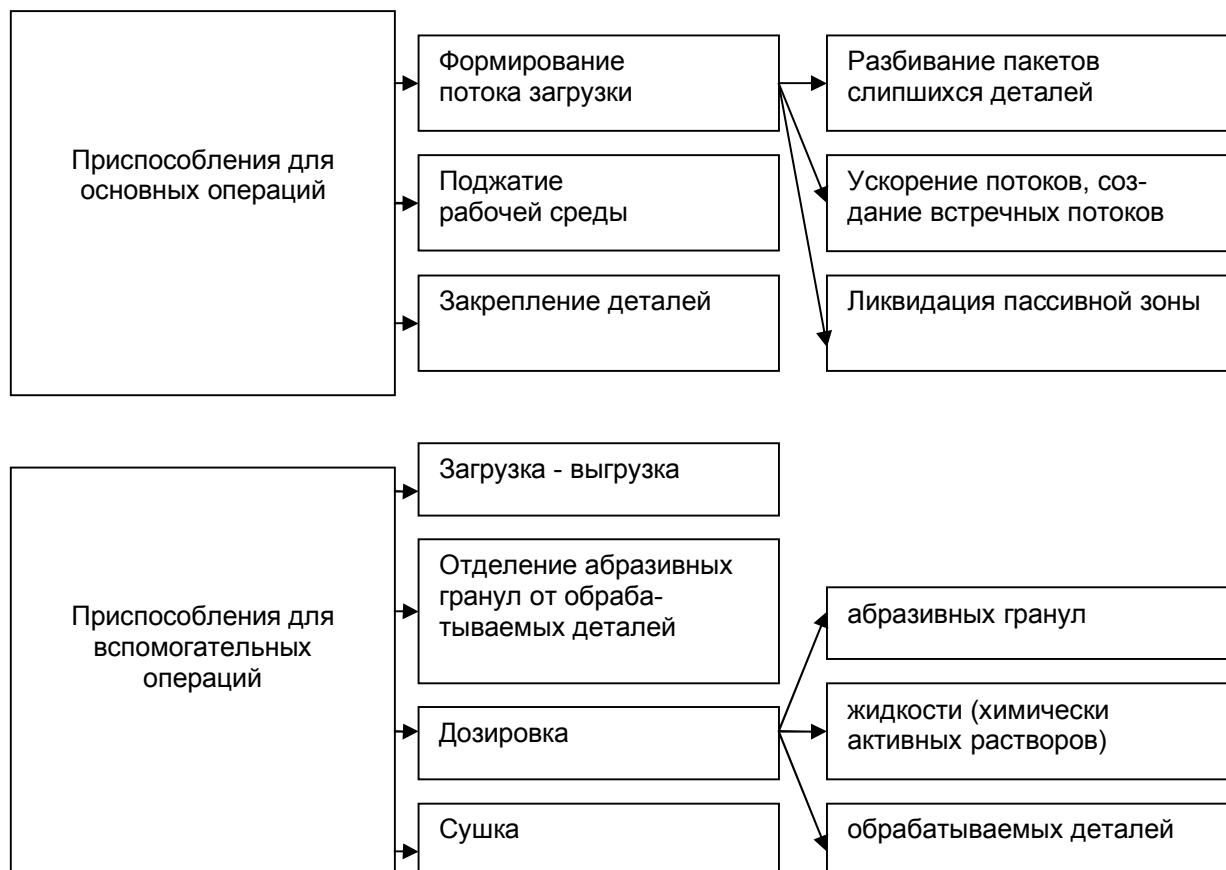 Приспособления для
основных операций
Формирование
потока загрузки
Поджатие
рабочей среды
Закрепление деталей
Разбивание пакетов
слипшихся деталей
Ускорение потоков, соз-
дание встречных потоков
Ликвидация пассивной зоны
Приспособления для
вспомогательных
операций
Загрузка - выгрузка
Отделение абразивных
гранул от обраба-
тываемых деталей
Дозировка
Сушка
абразивных гранул
жидкости (химически
активных растворов)
обрабатываемых деталей